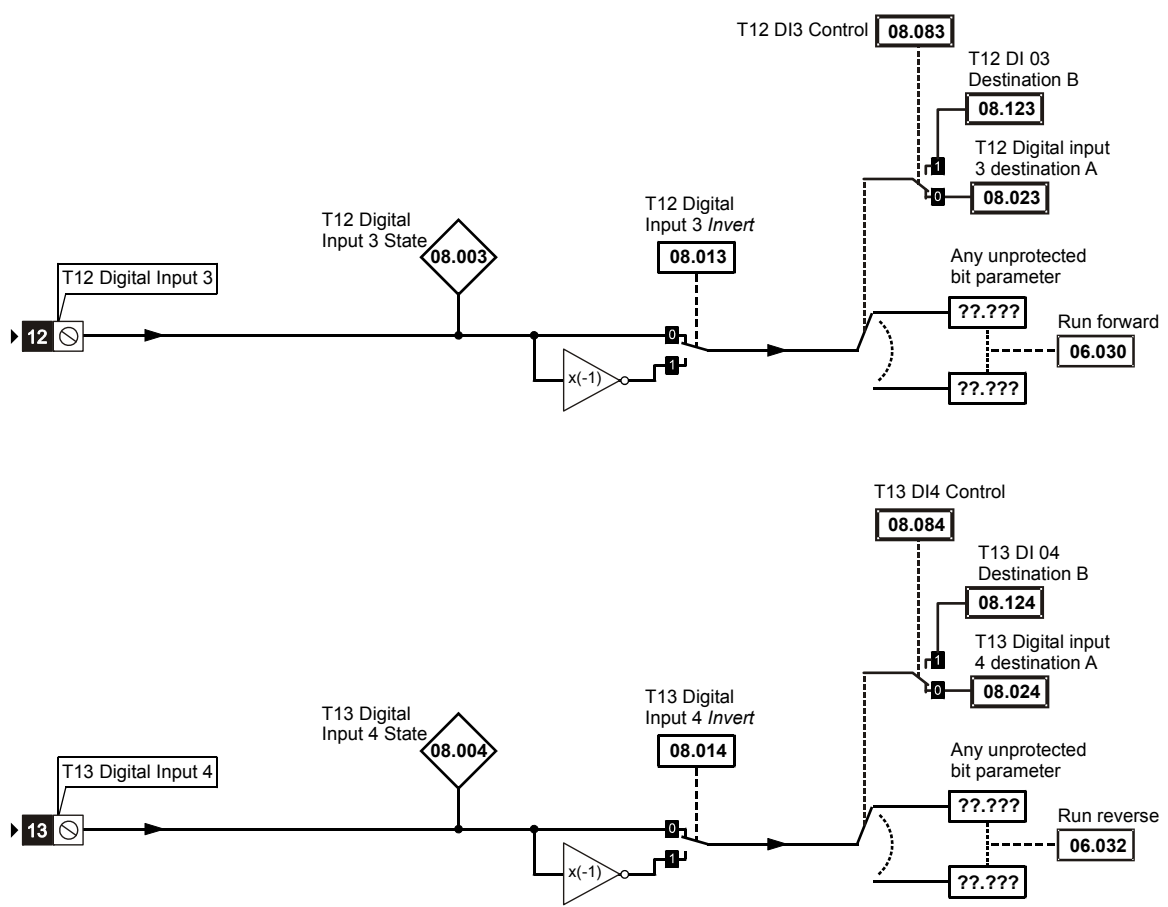 T12 DI3 Control
08.083
T12 DI 03
Destination B
08.123
T12 Digital input
3 destination A
1
0
08.023
T12 Digital
Input 3 State
08.003
T12 Digital
Input 3 Invert
08.013
Any unprotected
bit parameter
T12 Digital Input 3
12
0
1
x(-1)
??.???
Run forward
06.030
??.???
T13 DI4 Control
08.084
T13 DI 04
Destination B
08.124
T13 Digital input
4 destination A
1
0
08.024
T13 Digital
Input 4 State
08.004
T13 Digital
Input 4 Invert
08.014
Any unprotected
bit parameter
T13 Digital Input 4
13
0
1
x(-1)
??.???
Run reverse
06.032
??.???